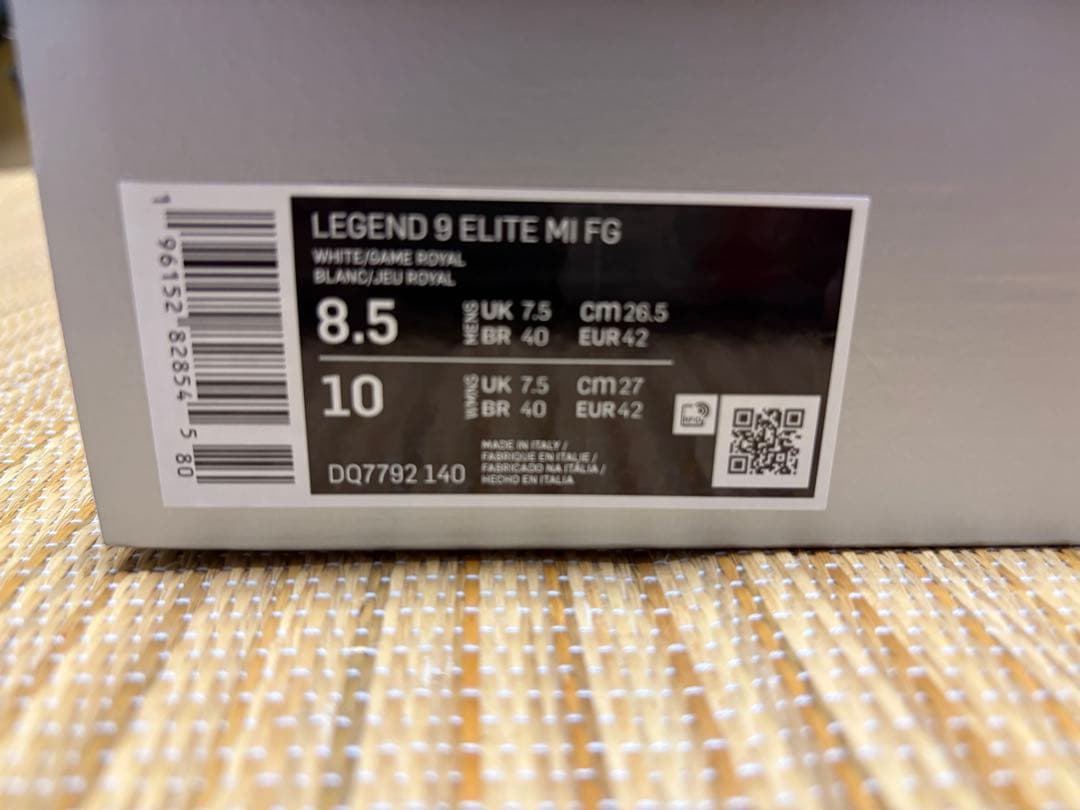 1 96152 82854 5 80
LEGEND 9 ELITE MI FG
WHITE/GAME ROYAL
BLANC/JEU ROYAL
8.5 MENS UK 7.5 cm 26.5
BR 40 EUR 42
10 WMNS UK 7.5 cm 27
BR 40 EUR 42
RFID
DQ7792 140
MADE IN ITALY /
FABRIQUE EN ITALIE /
FABRICADO NA ITÁLIA /
HECHO EN ITALIA